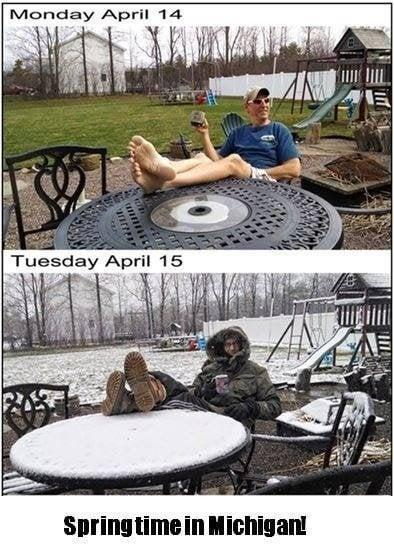 Monday April 14
Tuesday April 15
Springtime in Michigan!